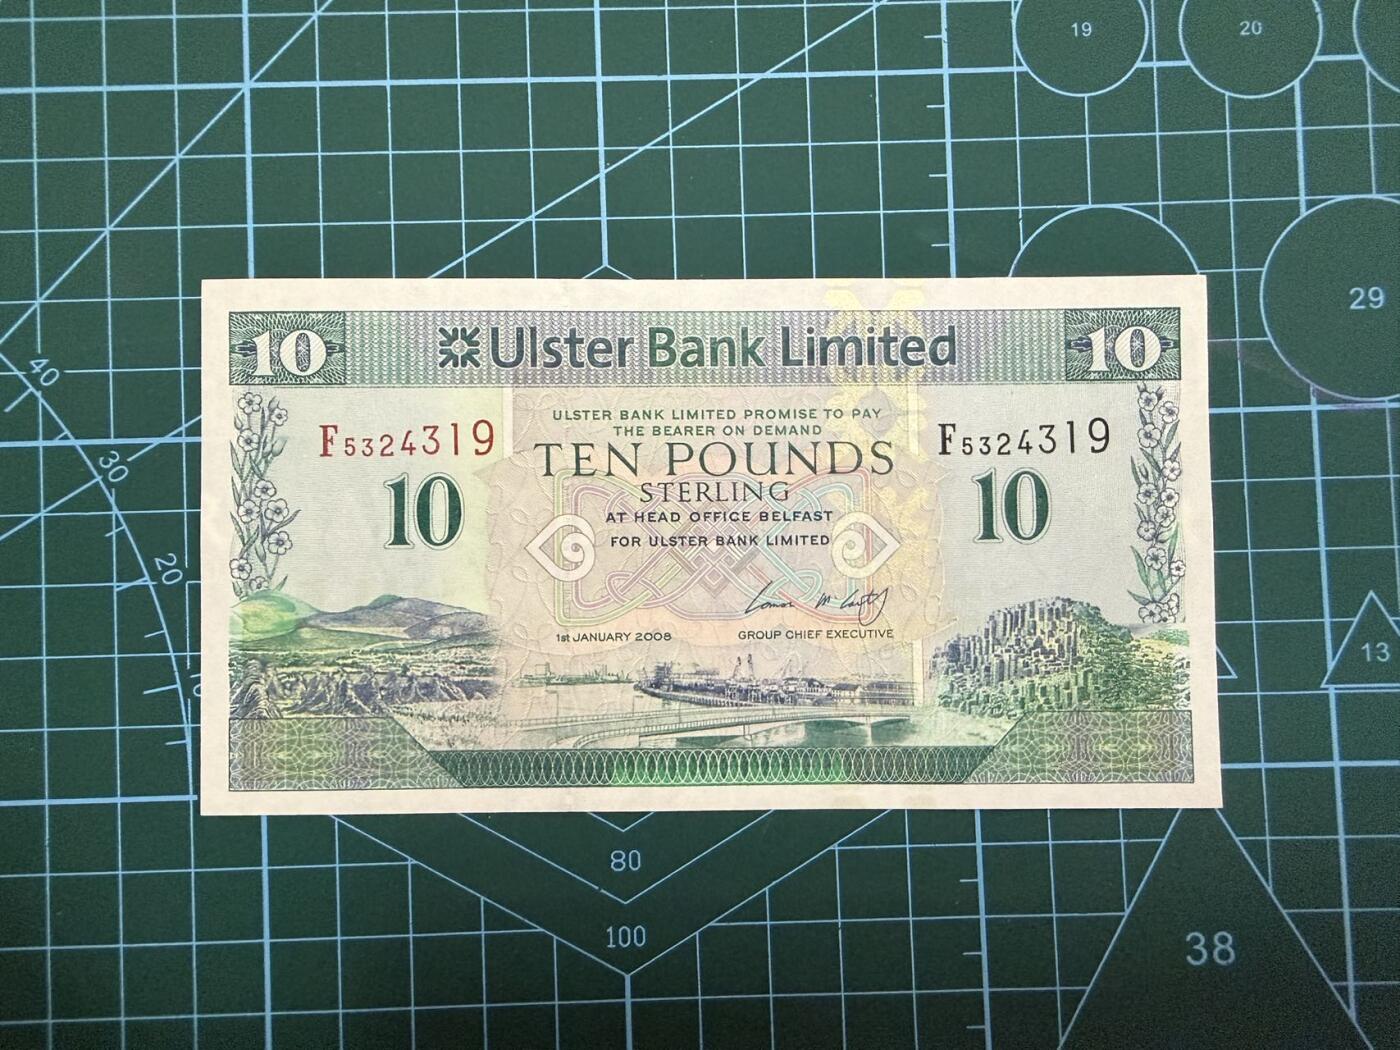 19
20
29
10 Ulster Bank Limited 10
ULSTER BANK LIMITED PROMISE TO PAY
THE BEARER ON DEMAND
F5324319
TEN POUNDS
F5324319
STERLING
10
10
AT HEAD OFFICE BELFAST
FOR ULSTER BANK LIMITED
1st JANUARY 2008
GROUP CHIEF EXECUTIVE
40
30
20
10
13
80
100
38